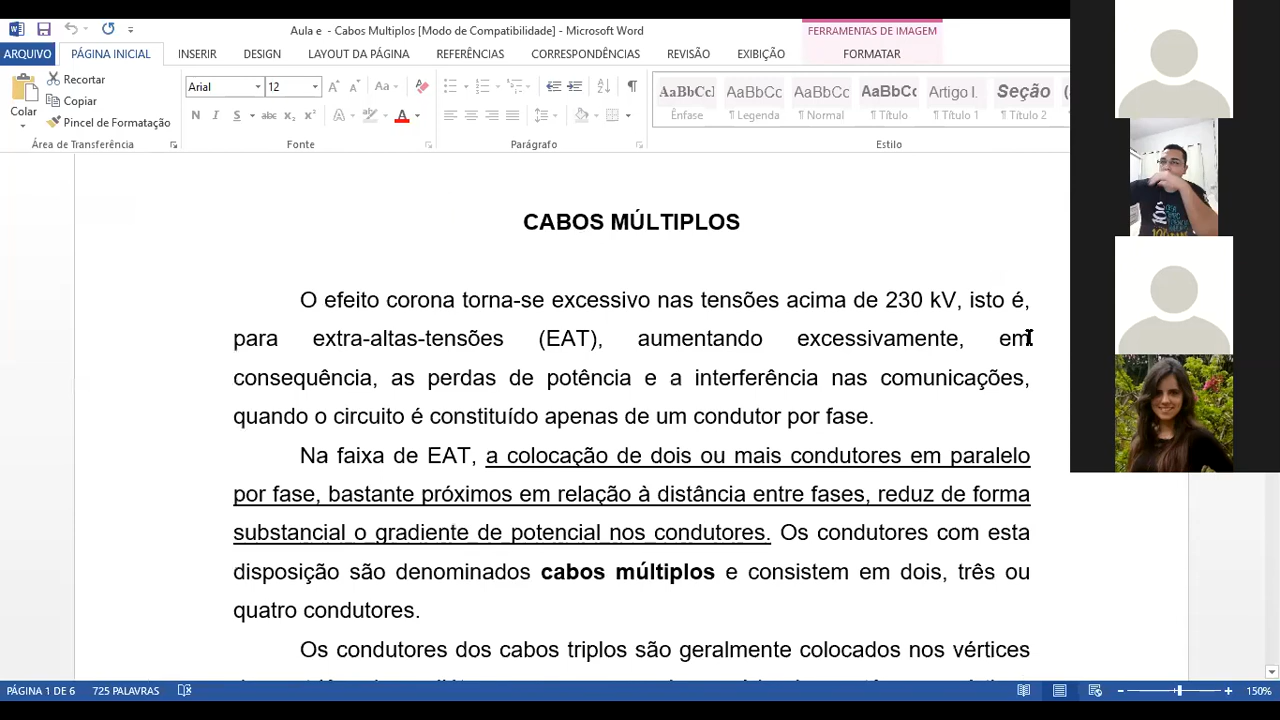 Aula e - Cabos Multiplos [Modo de Compatibilidade] - Microsoft Word
FERRAMENTAS DE IMAGEM
ARQUIVO PÁGINA INICIAL INSERIR DESIGN LAYOUT DA PÁGINA REFERÊNCIAS CORRESPONDÊNCIAS REVISÃO EXIBIÇÃO FORMATAR
Colar
Recortar
Copiar
Pincel de Formatação
Área de Transferência
Arial 12
N I S abc x₂ x² Aa A
Fonte
Parágrafo
AaBbCcl AaBbCc AaBbCc AaBbCc Artigo I. Seção
Ênfase ¶ Legenda ¶ Normal ¶ Título ¶ Título 1 ¶ Título 2
Estilo
CABOS MÚLTIPLOS
O efeito corona torna-se excessivo nas tensões acima de 230 kV, isto é,
para extra-altas-tensões (EAT), aumentando excessivamente, em
consequência, as perdas de potência e a interferência nas comunicações,
quando o circuito é constituído apenas de um condutor por fase.
Na faixa de EAT, a colocação de dois ou mais condutores em paralelo
por fase, bastante próximos em relação à distância entre fases, reduz de forma
substancial o gradiente de potencial nos condutores. Os condutores com esta
disposição são denominados cabos múltiplos e consistem em dois, três ou
quatro condutores.
Os condutores dos cabos triplos são geralmente colocados nos vértices
PÁGINA 1 DE 6 725 PALAVRAS 150%